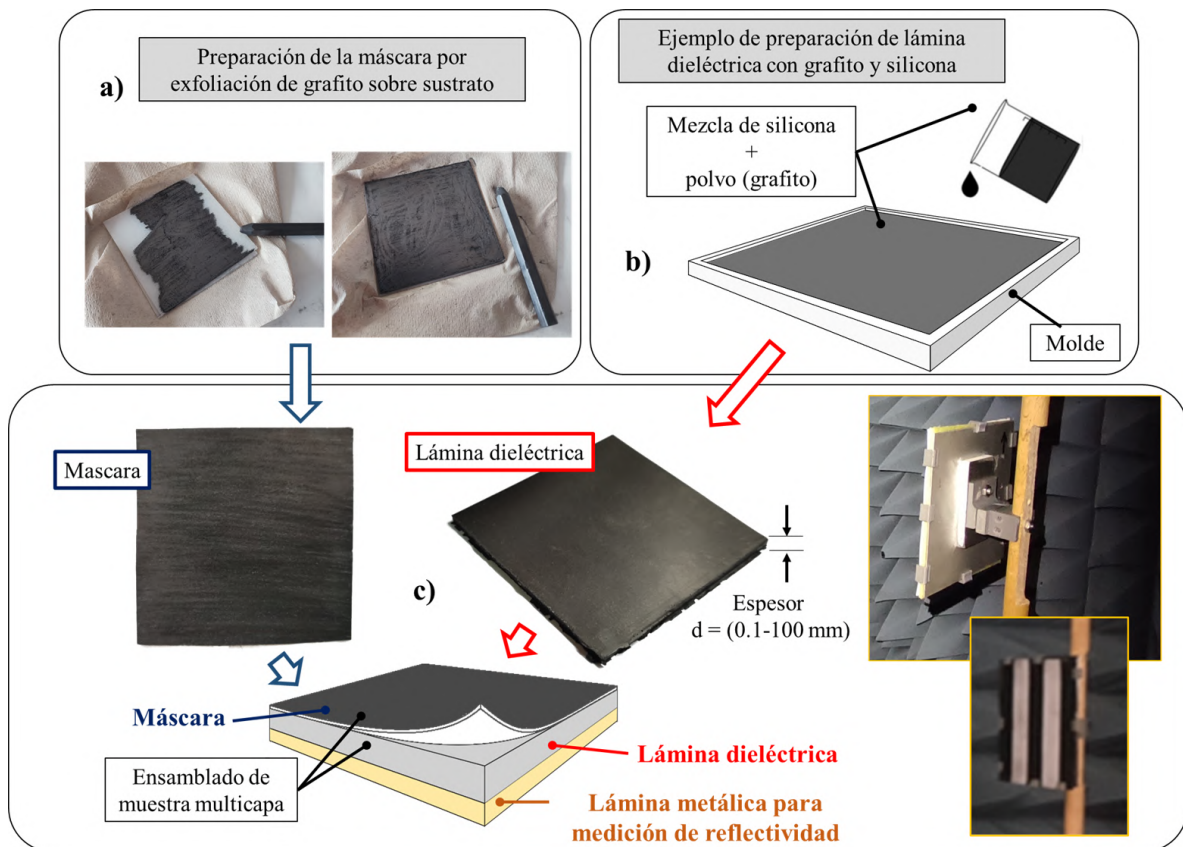 Preparación de la máscara por
exfoliación de grafito sobre sustrato
a)
Ejemplo de preparación de lámina
dieléctrica con grafito y silicona
Mezcla de silicona
+
polvo (grafito)
b)
Molde
Mascara
Lámina dieléctrica
c)
Espesor
d = (0.1-100 mm)
Máscara
Ensamblado de
muestra multicapa
Lámina dieléctrica
Lámina metálica para
medición de reflectividad